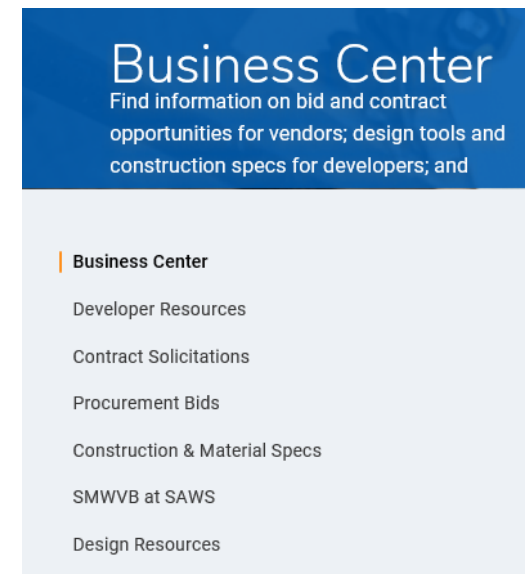 Business Center
Find information on bid and contract
opportunities for vendors; design tools and
construction specs for developers; and
Business Center
Developer Resources
Contract Solicitations
Procurement Bids
Construction & Material Specs
SMWVB at SAWS
Design Resources